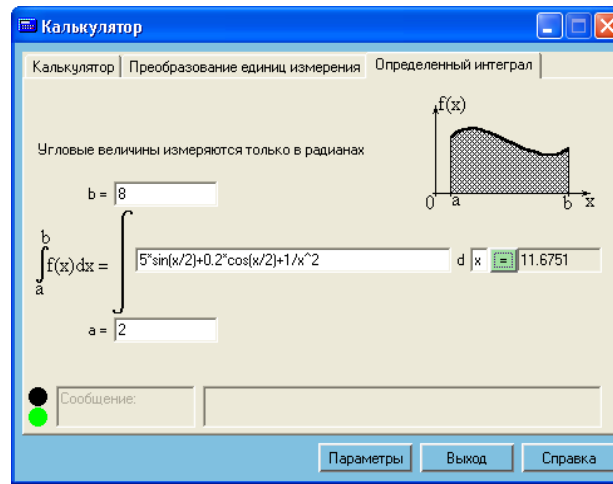 Калькулятор
Калькулятор Преобразование единиц измерения Определенный интеграл
f(x)
Угловые величины измеряются только в радианах
0 a b x
b = 8
b
∫f(x)dx = ∫ 5*sin(x/2)+0.2*cos(x/2)+1/x^2 d x = 11.6751
a
a = 2
Сообщение:
Параметры Выход Справка